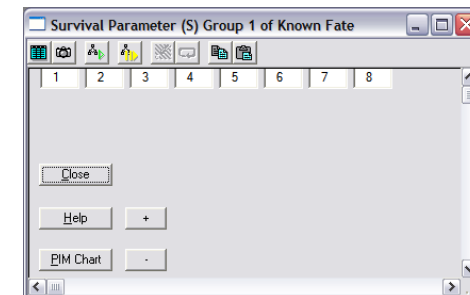 Survival Parameter (S) Group 1 of Known Fate
1 2 3 4 5 6 7 8
Close
Help +
PIM Chart -